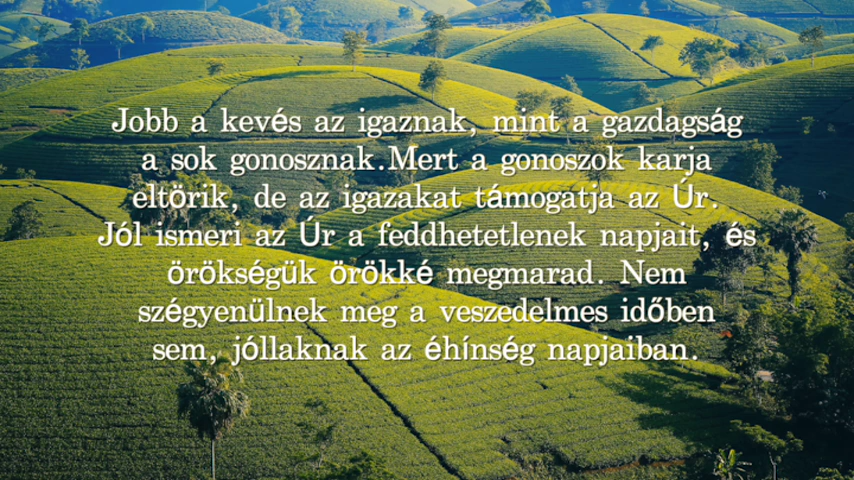 Jobb a kevés az igaznak, mint a gazdagság
a sok gonosznak.Mert a gonoszok karja
eltörik, de az igazakat támogatja az Úr.
Jól ismeri az Úr a feddhetetlenek napjait, és
örökségük örökké megmarad. Nem
szégyenülnek meg a veszedelmes időben
sem, jóllaknak az éhínség napjaiban.